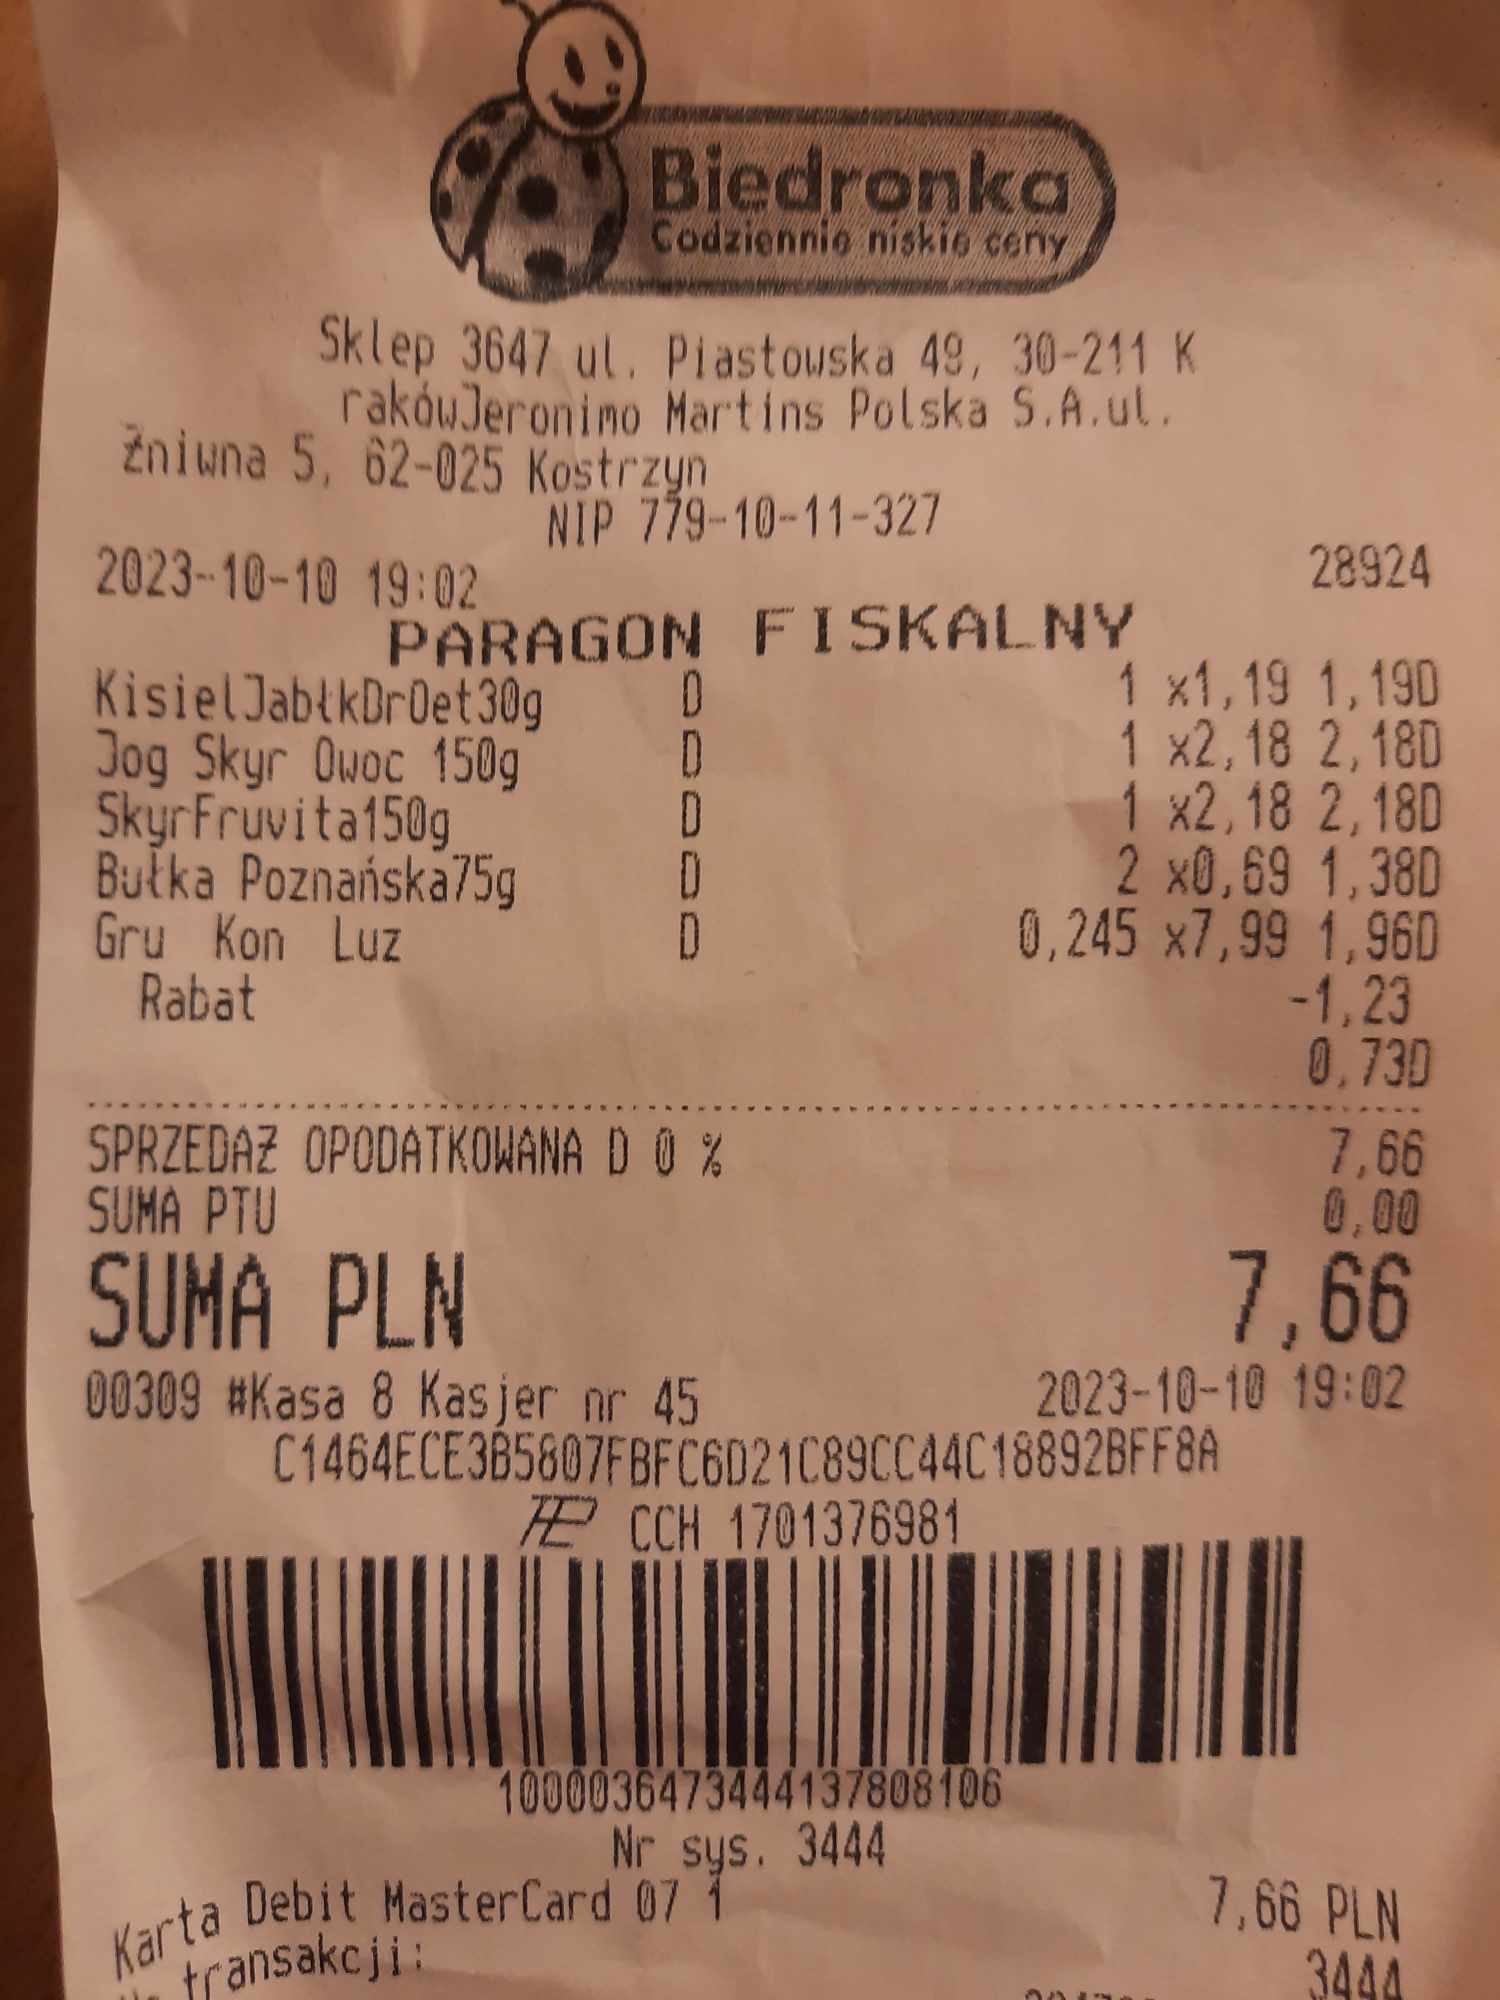 Biedronka
Codziennie niskie ceny
Sklep 3647 ul. Piastowska 49, 30-211 K
rakówJeronimo Martins Polska S.A.ul.
Żniwna 5, 62-025 Kostrzyn
NIP 779-10-11-327
2023-10-10 19:02 28924
PARAGON FISKALNY
KisielJabłkDrOet30g D 1 x1,19 1,19D
Jog Skyr Owoc 150g D 1 x2,18 2,18D
SkyrFruvita150g D 1 x2,18 2,18D
Bułka Poznańska75g D 2 x0,69 1,38D
Gru Kon Luz D 0,245 x7,99 1,96D
Rabat -1,23
0,73D
SPRZEDAŻ OPODATKOWANA D 0 % 7,66
SUMA PTU 0,00
SUMA PLN 7,66
00309 #Kasa 8 Kasjer nr 45 2023-10-10 19:02
C1464ECE3B5807FBFC6D21C89CC44C18892BFF8A
CCH 1701376981
1000036473444137808106
Nr sys. 3444
Karta Debit MasterCard 07 1 7,66 PLN
transakcji: 3444